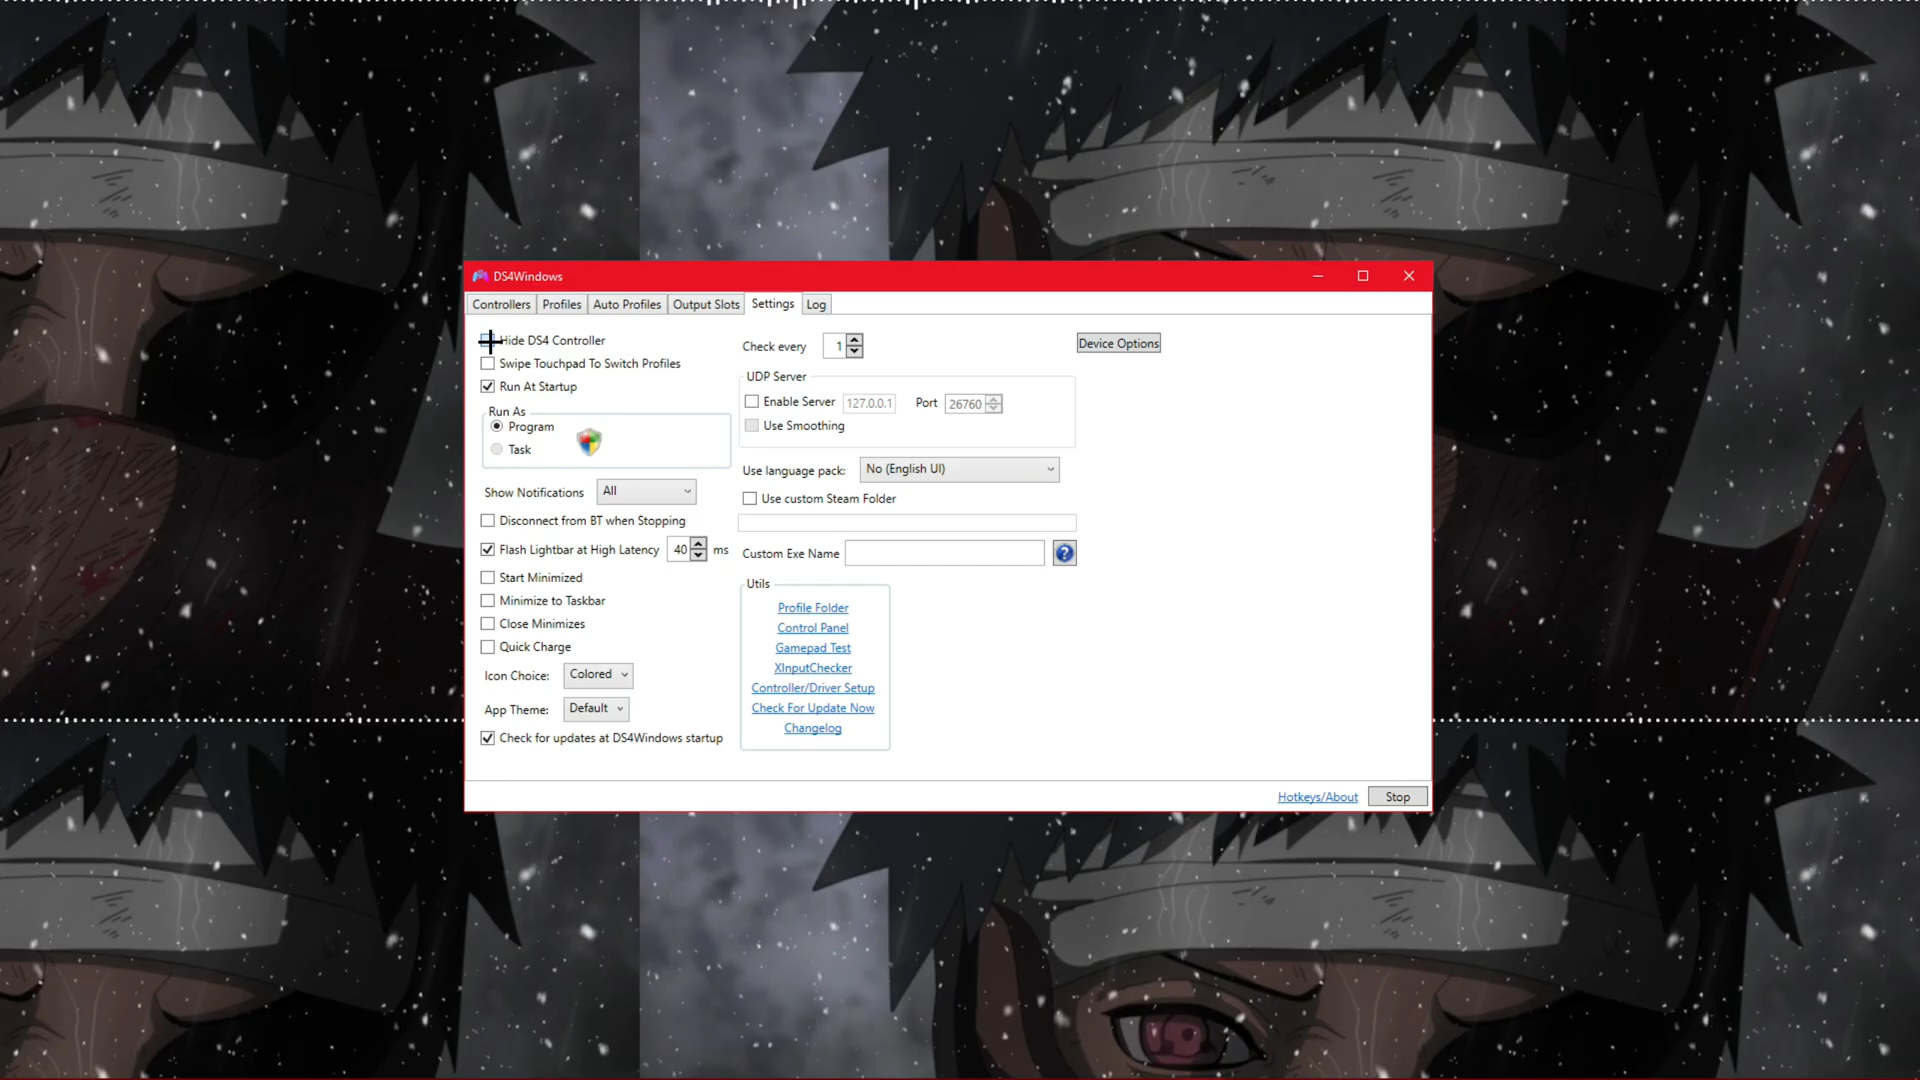 DS4Windows
Controllers
Profiles
Auto Profiles
Output Slots
Settings
Log
Hide DS4 Controller
Swipe Touchpad To Switch Profiles
Run At Startup
Run As
Program
Task
Show Notifications
All
Disconnect from BT when Stopping
Flash Lightbar at High Latency
40
ms
Start Minimized
Minimize to Taskbar
Close Minimizes
Quick Charge
Icon Choice:
Colored
App Theme:
Default
Check for updates at DS4Windows startup
Check every
1
UDP Server
Enable Server
127.0.0.1
Port
26760
Use Smoothing
Use language pack:
No (English UI)
Use custom Steam Folder
Custom Exe Name
?
Utils
Profile Folder
Control Panel
Gamepad Test
XInputChecker
Controller/Driver Setup
Check For Update Now
Changelog
Device Options
Hotkeys/About
Stop